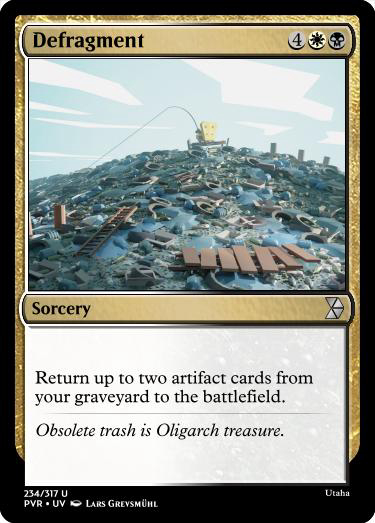 Defragment 4
Sorcery
Return up to two artifact cards from
your graveyard to the battlefield.
Obsolete trash is Oligarch treasure.
234/317 U
Utaha
PVR • UV Lars Grevsmühl